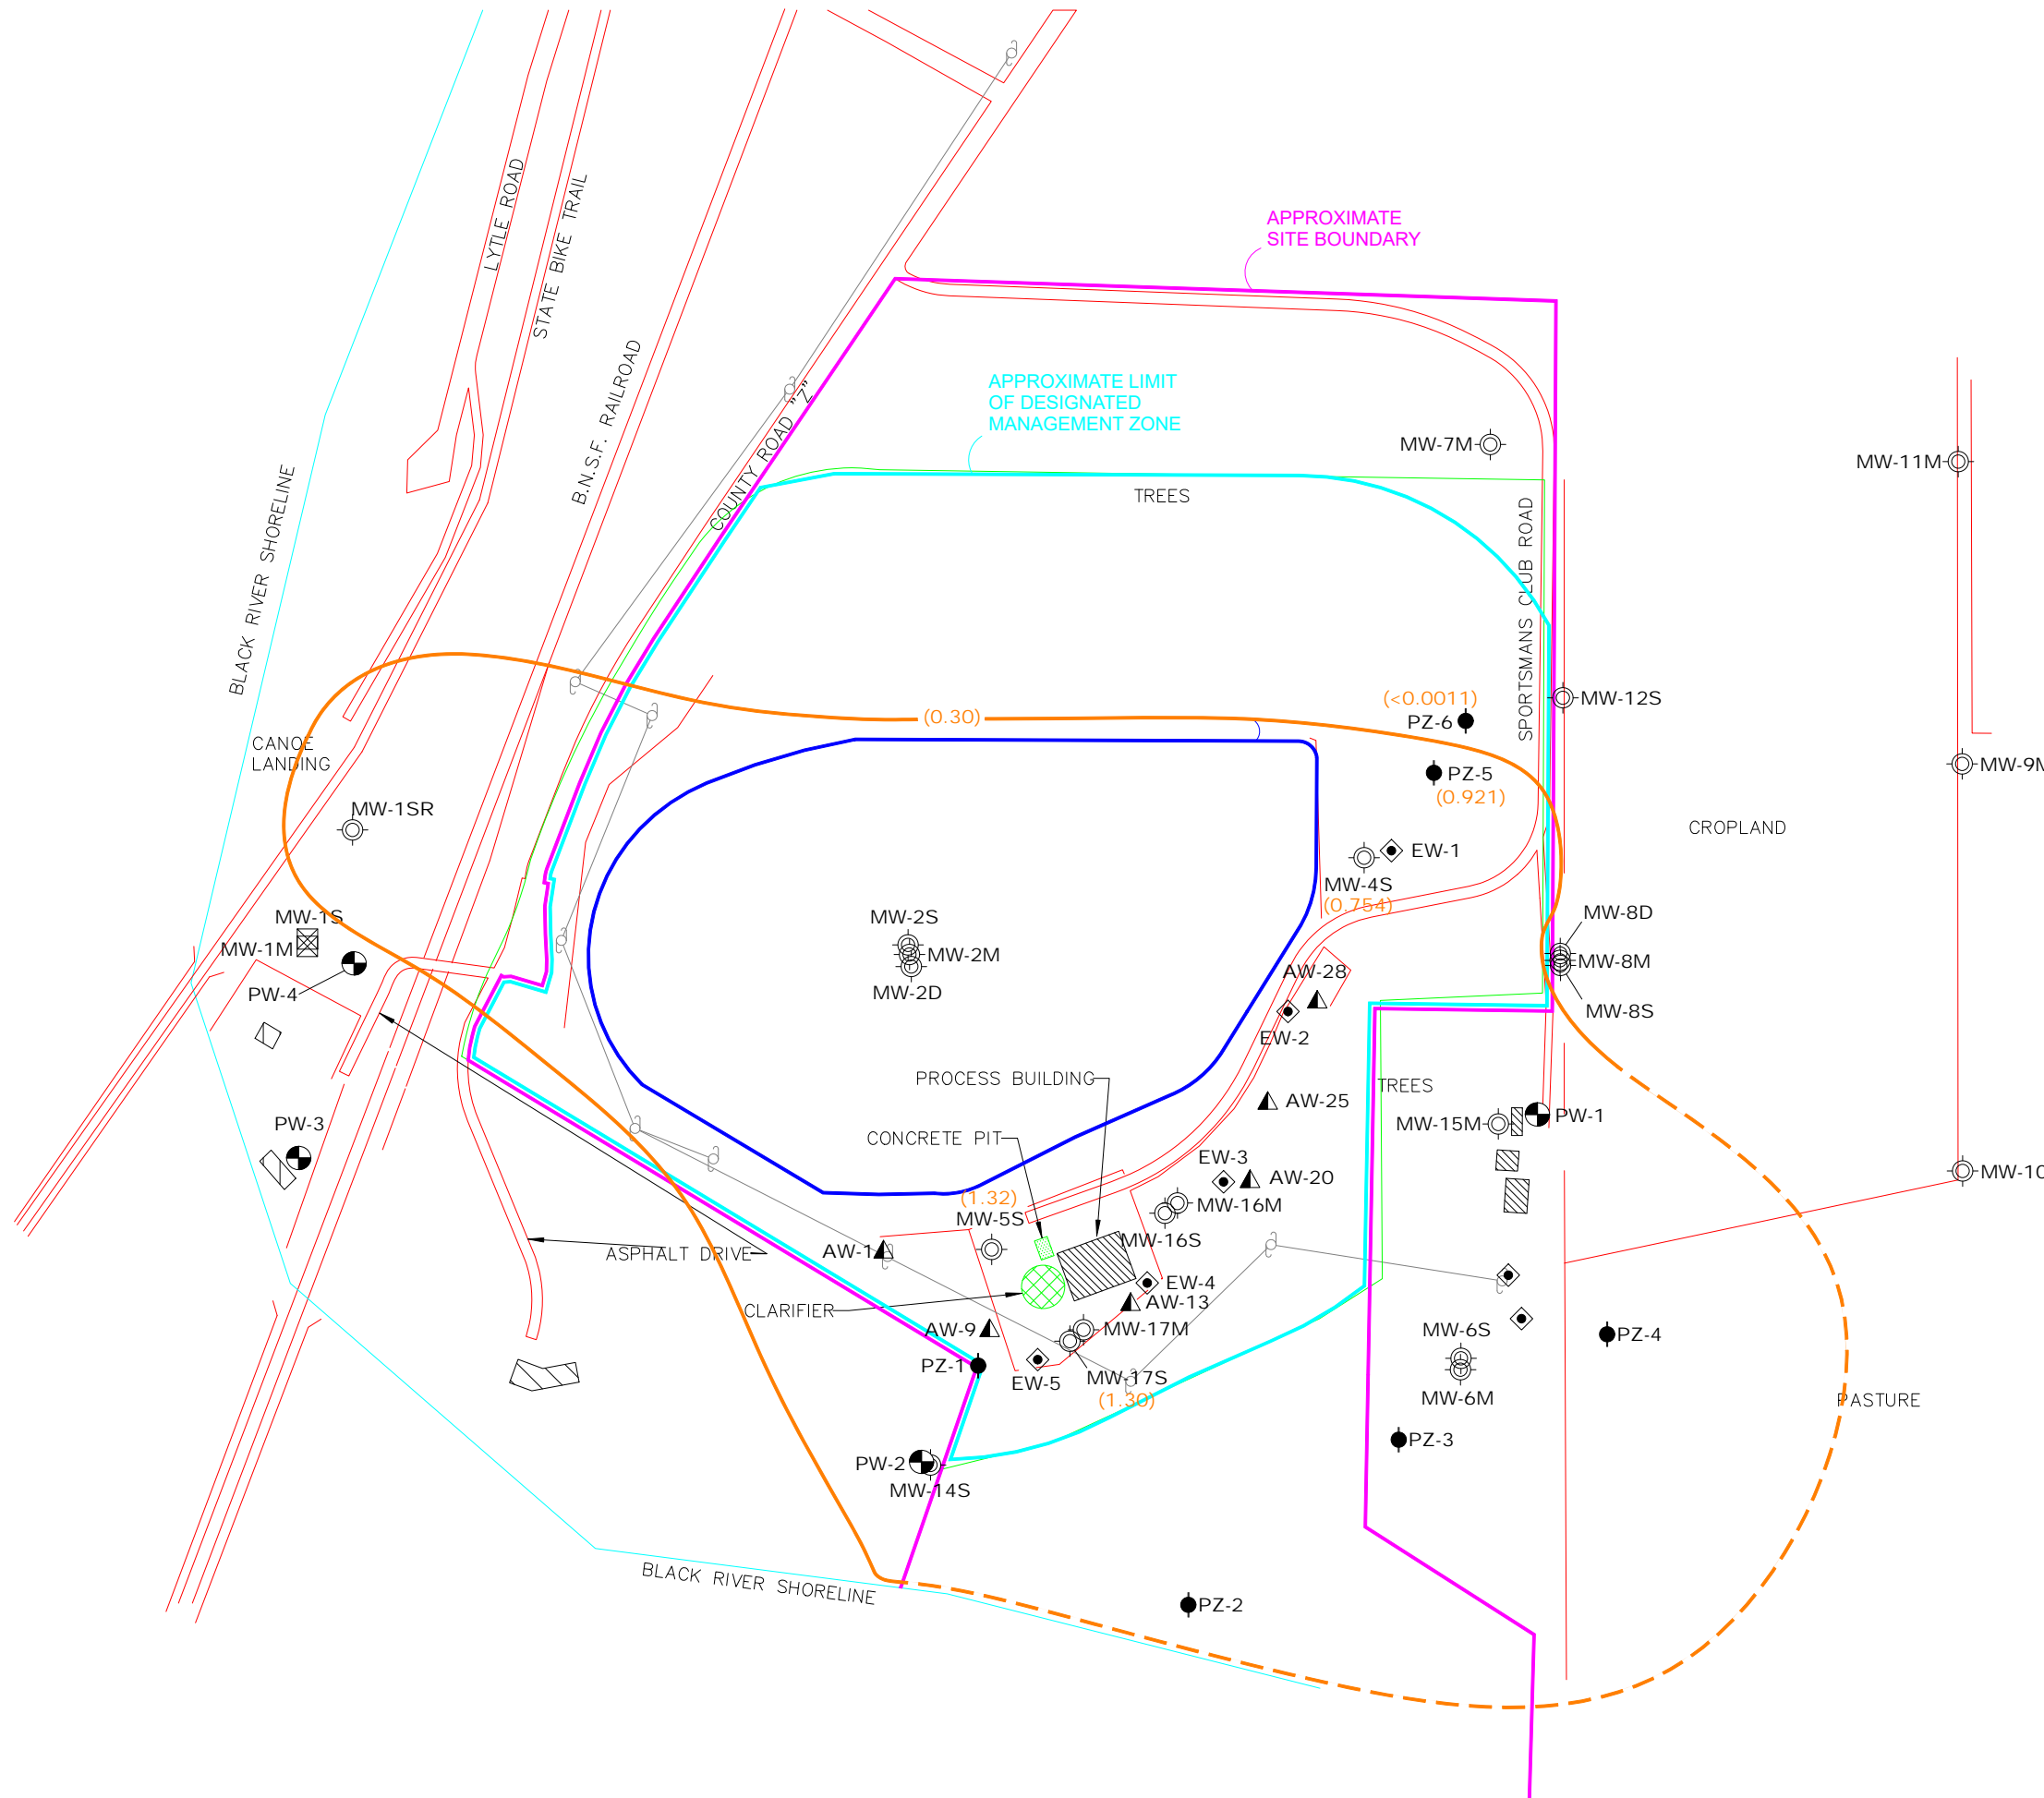 LYTLE ROAD
STATE BIKE TRAIL
B.N.S.F. RAILROAD
COUNTY ROAD "Z"
BLACK RIVER SHORELINE
APPROXIMATE
SITE BOUNDARY
APPROXIMATE LIMIT
OF DESIGNATED
MANAGEMENT ZONE
TREES
MW-7M
MW-11M
SPORTSMANS CLUB ROAD
MW-12S
(<0.0011)
PZ-6
(0.30)
CANOE
LANDING
MW-9M
PZ-5
(0.921)
MW-1SR
CROPLAND
EW-1
MW-4S
(0.754)
MW-1S
MW-1M
PW-4
MW-2S
MW-2M
MW-2D
MW-8D
MW-8M
MW-8S
AW-28
EW-2
PROCESS BUILDING
TREES
AW-25
MW-15M
PW-1
PW-3
CONCRETE PIT
EW-3
AW-20
MW-10
(1.32)
MW-5S
MW-16M
MW-16S
ASPHALT DRIVE
AW-1
EW-4
AW-13
CLARIFIER
AW-9
MW-17M
MW-6S
PZ-4
PZ-1
EW-5
MW-17S
(1.30)
MW-6M
PASTURE
PZ-3
PW-2
MW-14S
BLACK RIVER SHORELINE
PZ-2